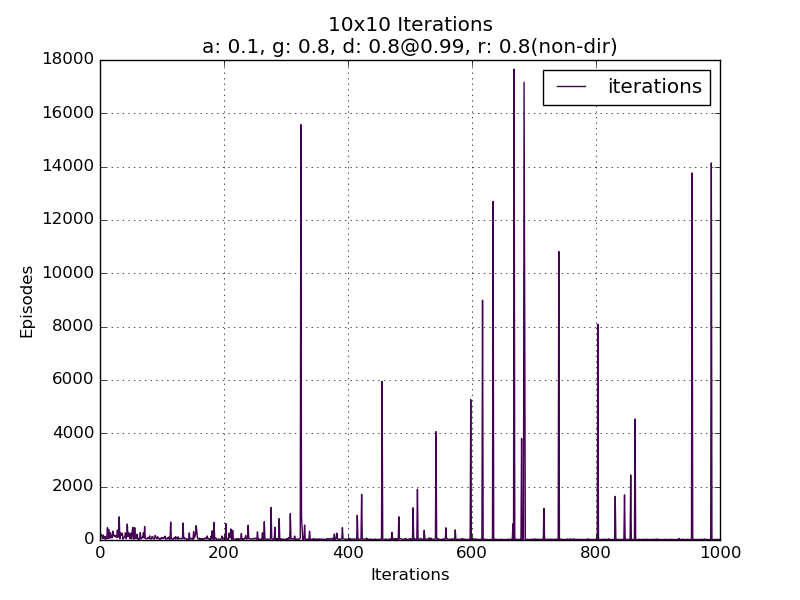 10x10 Iterations
a: 0.1, g: 0.8, d: 0.8@0.99, r: 0.8(non-dir)
18000
16000
14000
12000
10000
8000
6000
4000
2000
0
Episodes
iterations
0 200 400 600 800 1000
Iterations